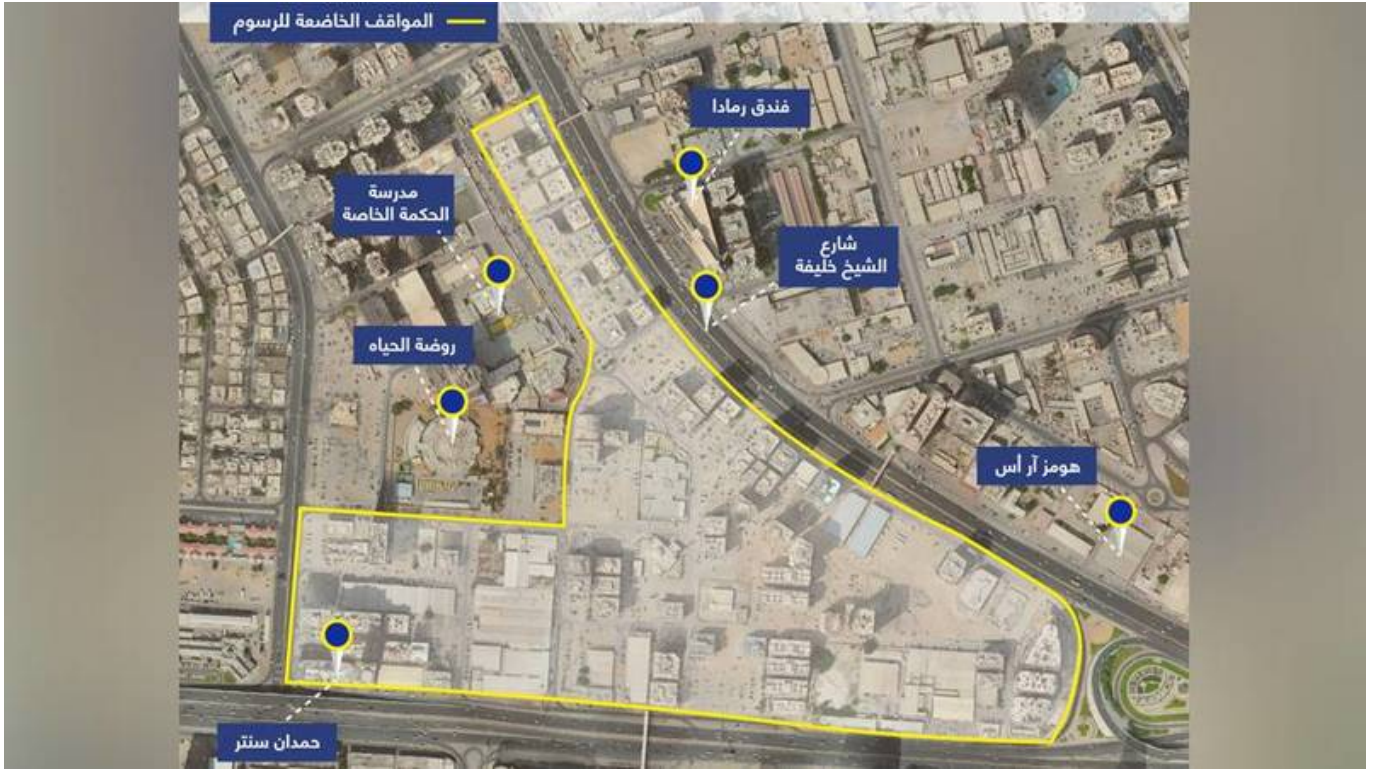 المواقف الخاضعة للرسوم
فندق رمادا
مدرسة
الحكمة الخاصة
شارع
الشيخ خليفة
روضة الحياه
هومز آر أس
حمدان سنتر